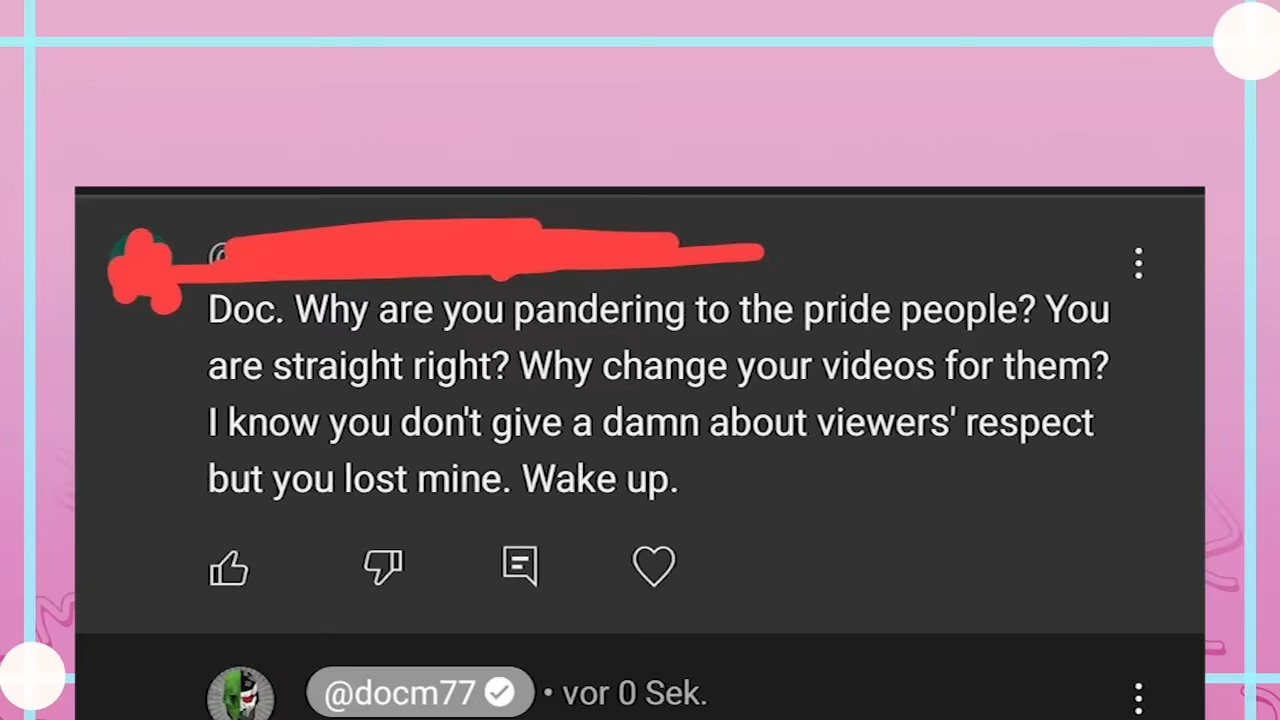 @
Doc. Why are you pandering to the pride people? You
are straight right? Why change your videos for them?
I know you don't give a damn about viewers' respect
but you lost mine. Wake up.
@docm77 • vor 0 Sek.